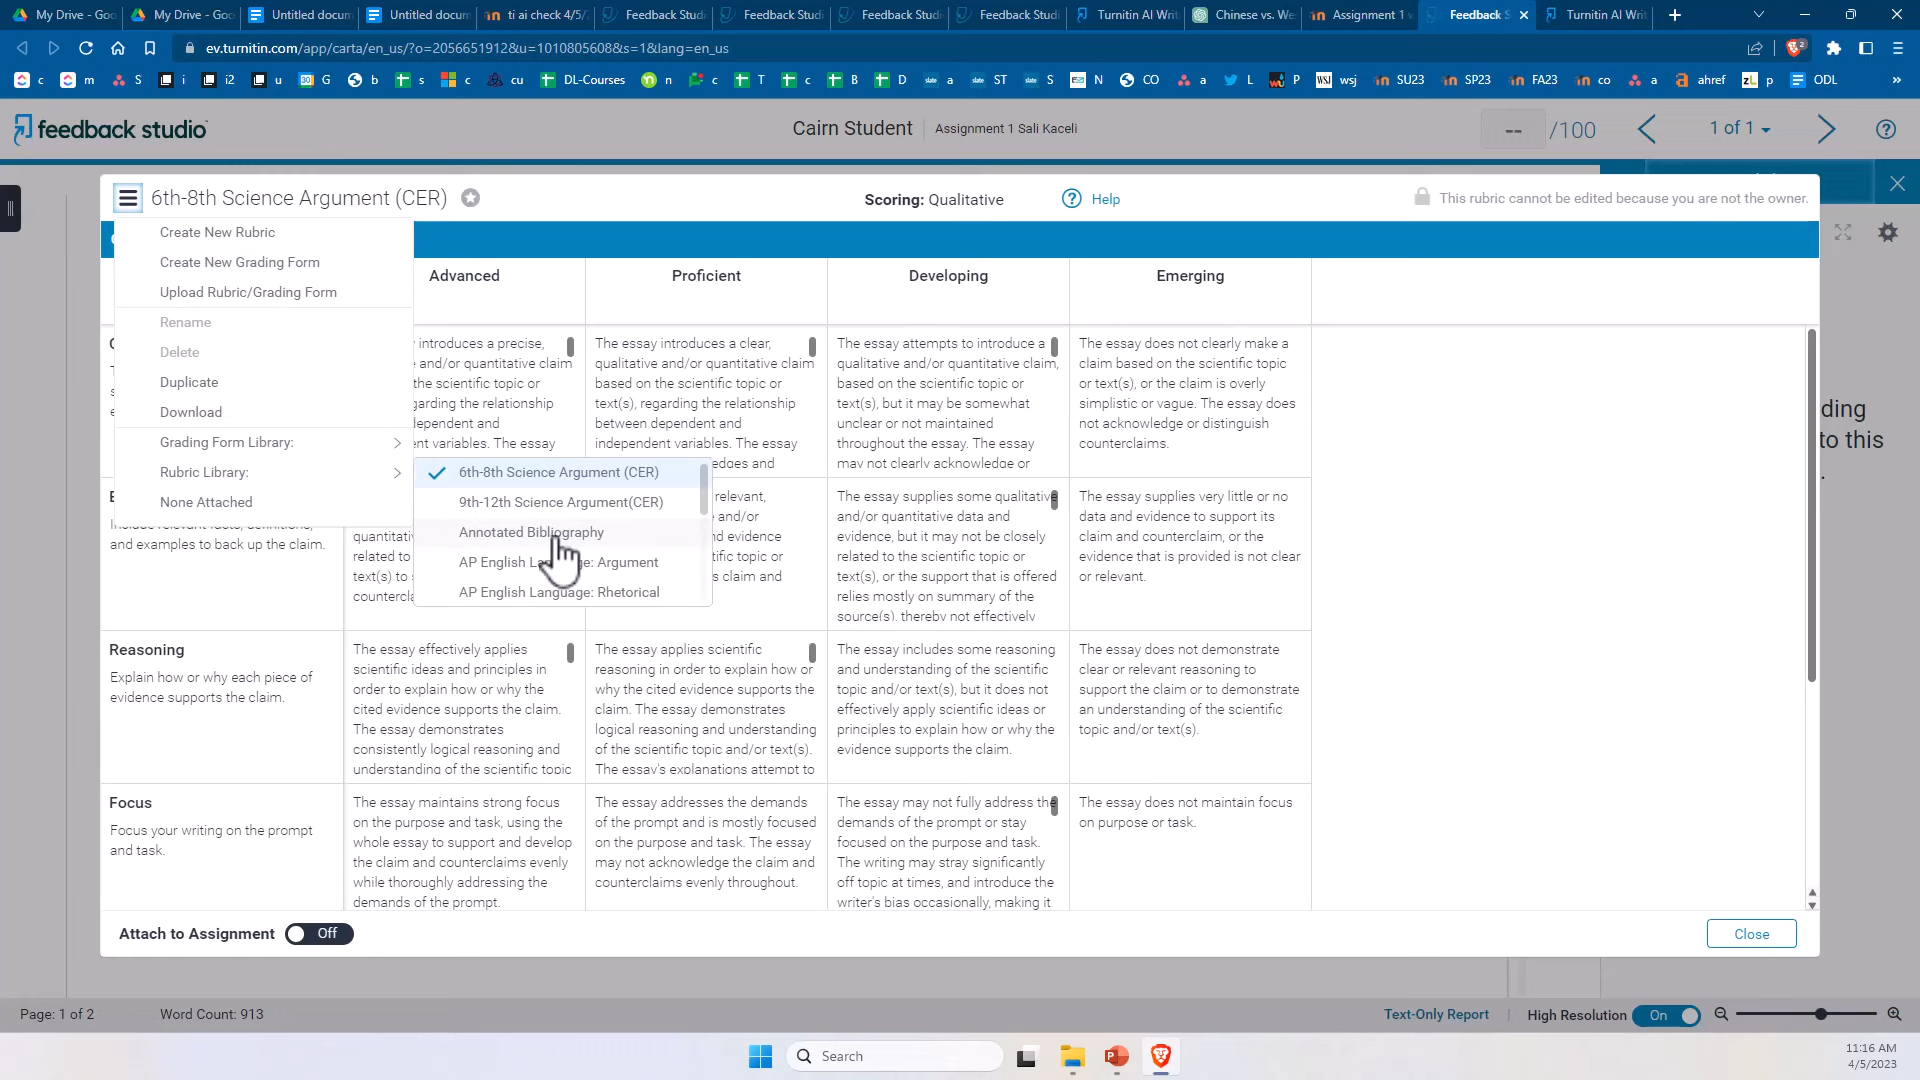 My Drive - Goo
My Drive - Goo
Untitled docum
Untitled docum
ti ai check 4/5/
Feedback Studi
Feedback Studi
Feedback Studi
Feedback Studi
Turnitin AI Writ
Chinese vs. We
Assignment 1
Feedback S
Turnitin AI Writ
ev.turnitin.com/app/carta/en_us/?o=2056651912&u=1010805608&s=1&lang=en_us
c
m
S
i
i2
u
G
b
s
c
cu
DL-Courses
n
c
T
c
B
D
a
ST
S
N
CO
a
L
P
wsj
SU23
SP23
FA23
co
a
ahref
p
ODL
feedback studio
Cairn Student
Assignment 1 Sali Kaceli
-- /100
1 of 1
6th-8th Science Argument (CER)
Scoring: Qualitative
Help
This rubric cannot be edited because you are not the owner.
Create New Rubric
Create New Grading Form
Upload Rubric/Grading Form
Rename
Delete
Duplicate
Download
Grading Form Library:
Rubric Library:
None Attached
6th-8th Science Argument (CER)
9th-12th Science Argument(CER)
Annotated Bibliography
AP English Language: Argument
AP English Language: Rhetorical
Advanced
Proficient
Developing
Emerging
introduces a precise,
and/or quantitative claim
the scientific topic or
garding the relationship
dependent and
nt variables. The essay
The essay introduces a clear,
qualitative and/or quantitative claim
based on the scientific topic or
text(s), regarding the relationship
between dependent and
independent variables. The essay
The essay attempts to introduce a
qualitative and/or quantitative claim,
based on the scientific topic or
text(s), but it may be somewhat
unclear or not maintained
throughout the essay. The essay
may not clearly acknowledge or
The essay does not clearly make a
claim based on the scientific topic
or text(s), or the claim is overly
simplistic or vague. The essay does
not acknowledge or distinguish
counterclaims.
Include relevant facts, definitions,
and examples to back up the claim.
quantitat
related to
text(s) to s
countercla
relevant,
and/or
evidence
tific topic or
s claim and
The essay supplies some qualitative
and/or quantitative data and
evidence, but it may not be closely
related to the scientific topic or
text(s), or the support that is offered
relies mostly on summary of the
source(s), thereby not effectively
The essay supplies very little or no
data and evidence to support its
claim and counterclaim, or the
evidence that is provided is not clear
or relevant.
Reasoning
Explain how or why each piece of
evidence supports the claim.
The essay effectively applies
scientific ideas and principles in
order to explain how or why the
cited evidence supports the claim.
The essay demonstrates
consistently logical reasoning and
understanding of the scientific topic
The essay applies scientific
reasoning in order to explain how or
why the cited evidence supports the
claim. The essay demonstrates
logical reasoning and understanding
of the scientific topic and/or text(s).
The essay's explanations attempt to
The essay includes some reasoning
and understanding of the scientific
topic and/or text(s), but it does not
effectively apply scientific ideas or
principles to explain how or why the
evidence supports the claim.
The essay does not demonstrate
clear or relevant reasoning to
support the claim or to demonstrate
an understanding of the scientific
topic and/or text(s).
Focus
Focus your writing on the prompt
and task.
The essay maintains strong focus
on the purpose and task, using the
whole essay to support and develop
the claim and counterclaims evenly
while thoroughly addressing the
demands of the prompt.
The essay addresses the demands
of the prompt and is mostly focused
on the purpose and task. The essay
may not acknowledge the claim and
counterclaims evenly throughout.
The essay may not fully address the
demands of the prompt or stay
focused on the purpose and task.
The writing may stray significantly
off topic at times, and introduce the
writer's bias occasionally, making it
The essay does not maintain focus
on purpose or task.
ding
to this
Attach to Assignment
Off
Close
Page: 1 of 2
Word Count: 913
Text-Only Report
High Resolution
On
Search
11:16 AM
4/5/2023